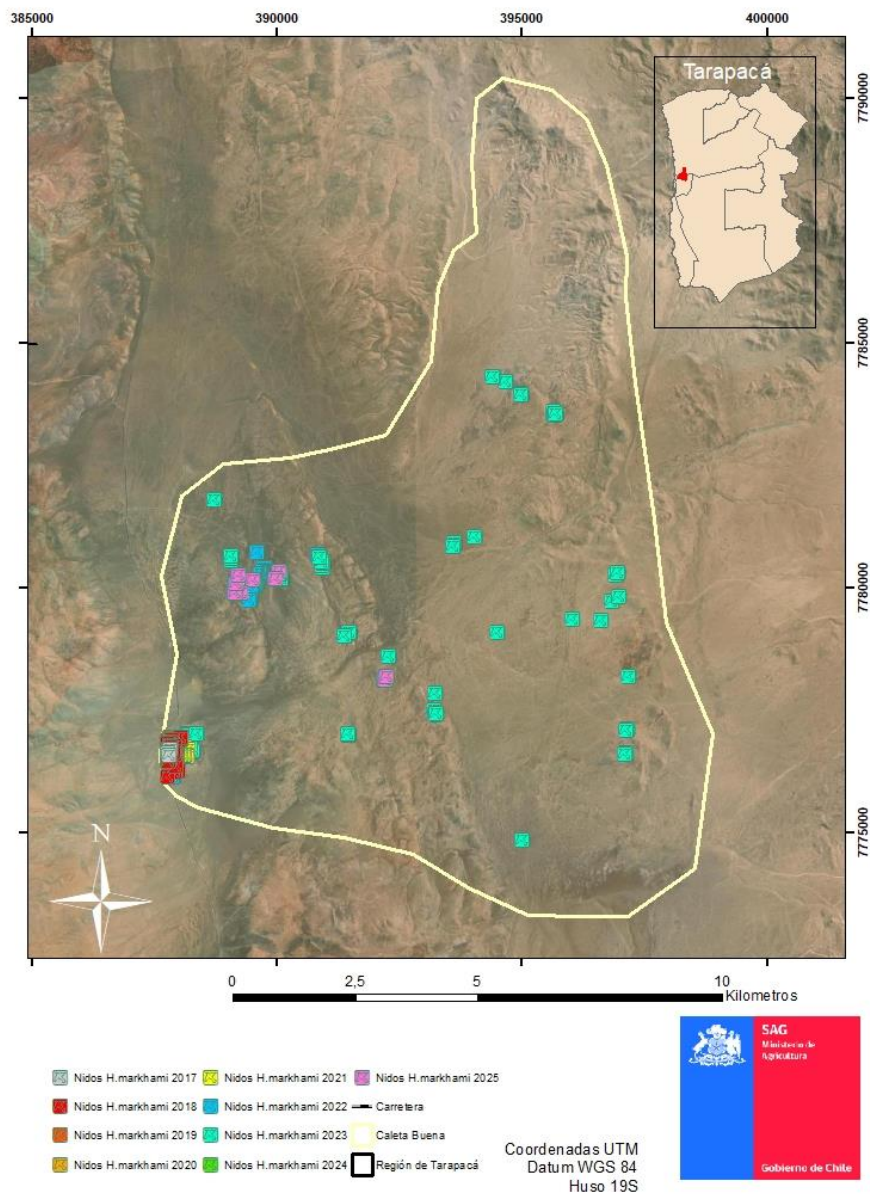 385000 390000 395000 400000
Tarapacá
7790000
7785000
7780000
7775000
N
0 2,5 5 10
Kilometros
Nidos H.markhami 2017
Nidos H.markhami 2018
Nidos H.markhami 2019
Nidos H.markhami 2020
Nidos H.markhami 2021
Nidos H.markhami 2022
Nidos H.markhami 2023
Nidos H.markhami 2024
Nidos H.markhami 2025
Carretera
Caleta Buena
Región de Tarapacá
Coordenadas UTM
Datum WGS 84
Huso 19S
SAG
Ministerio de
Agricultura
Gobierno de Chile